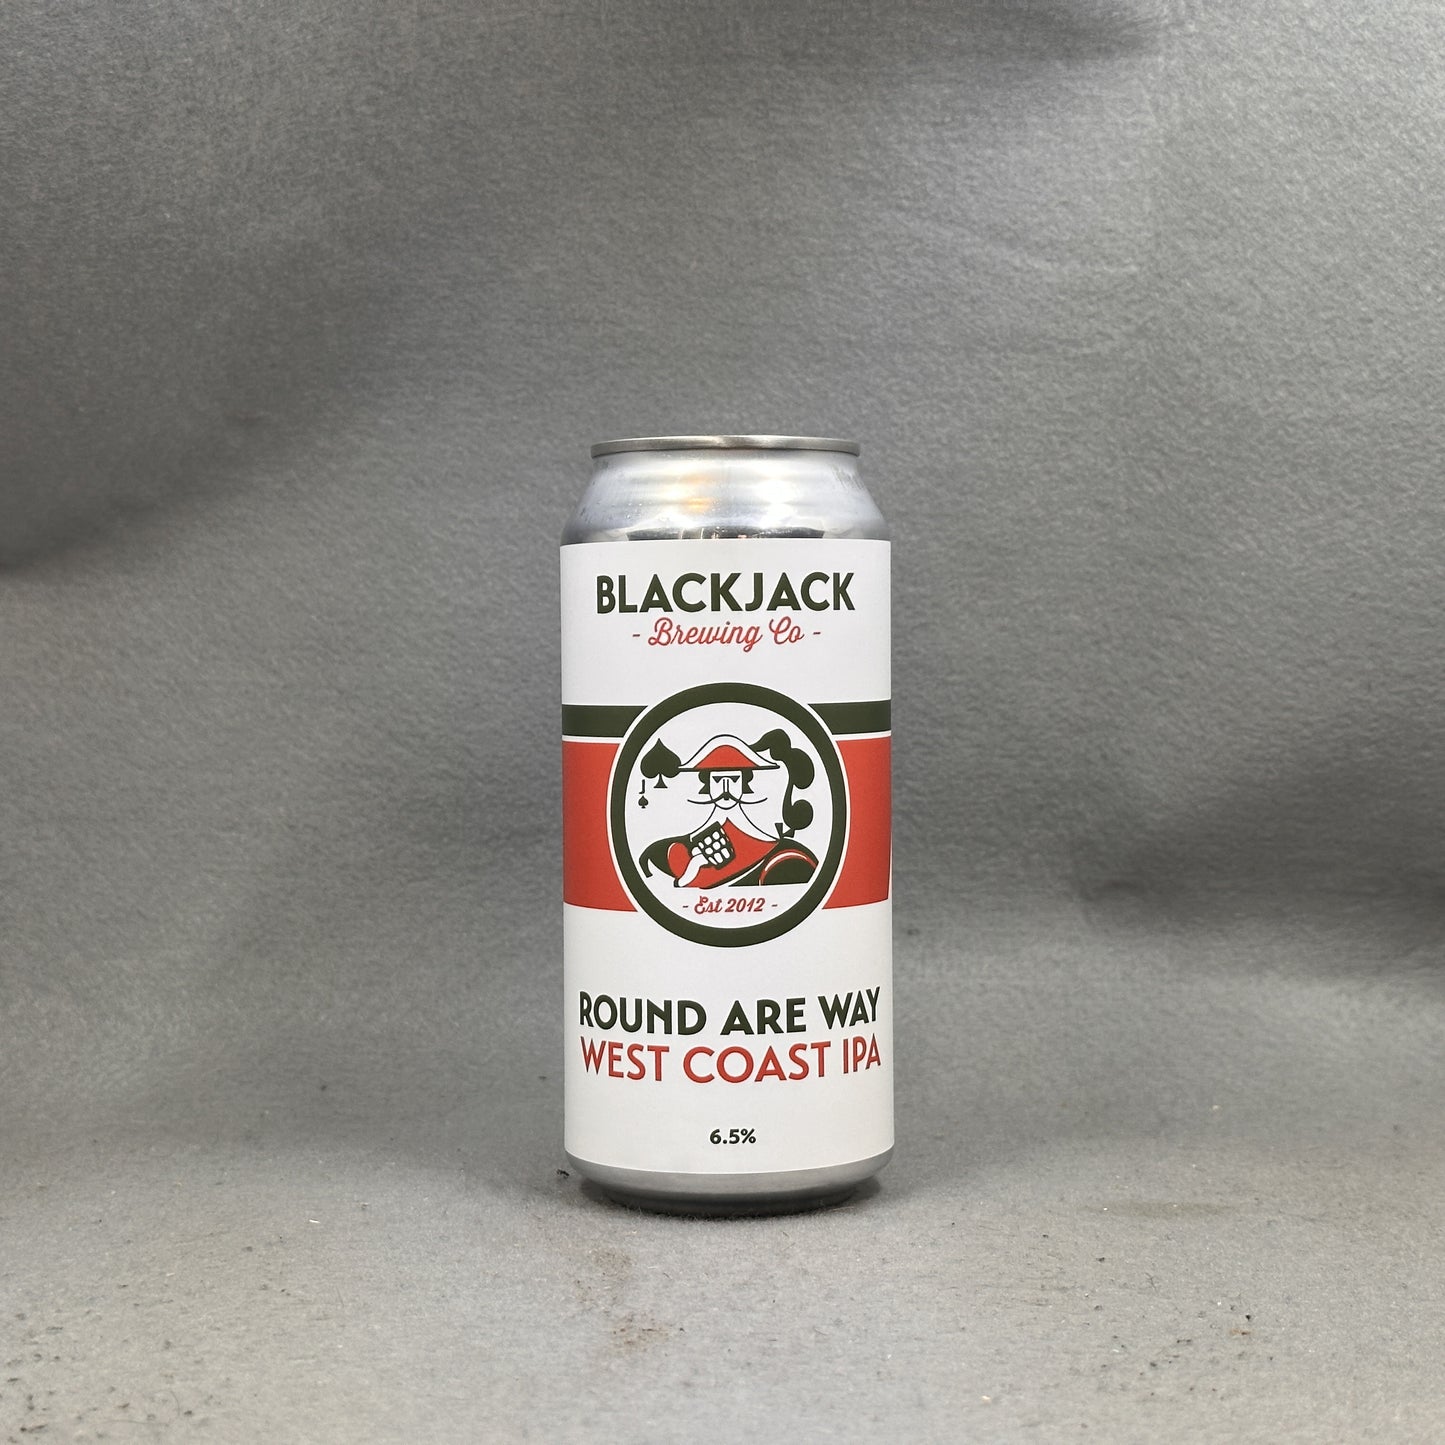 BLACKJACK
- Brewing Co -
J
- Est 2012 -
ROUND ARE WAY
WEST COAST IPA
6.5%